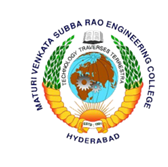 MATURI VENKATA SUBBA RAO ENGINEERING COLLEGE
TECHNOLOGY TRAVERSES TERRESTRIA
HYDERABAD